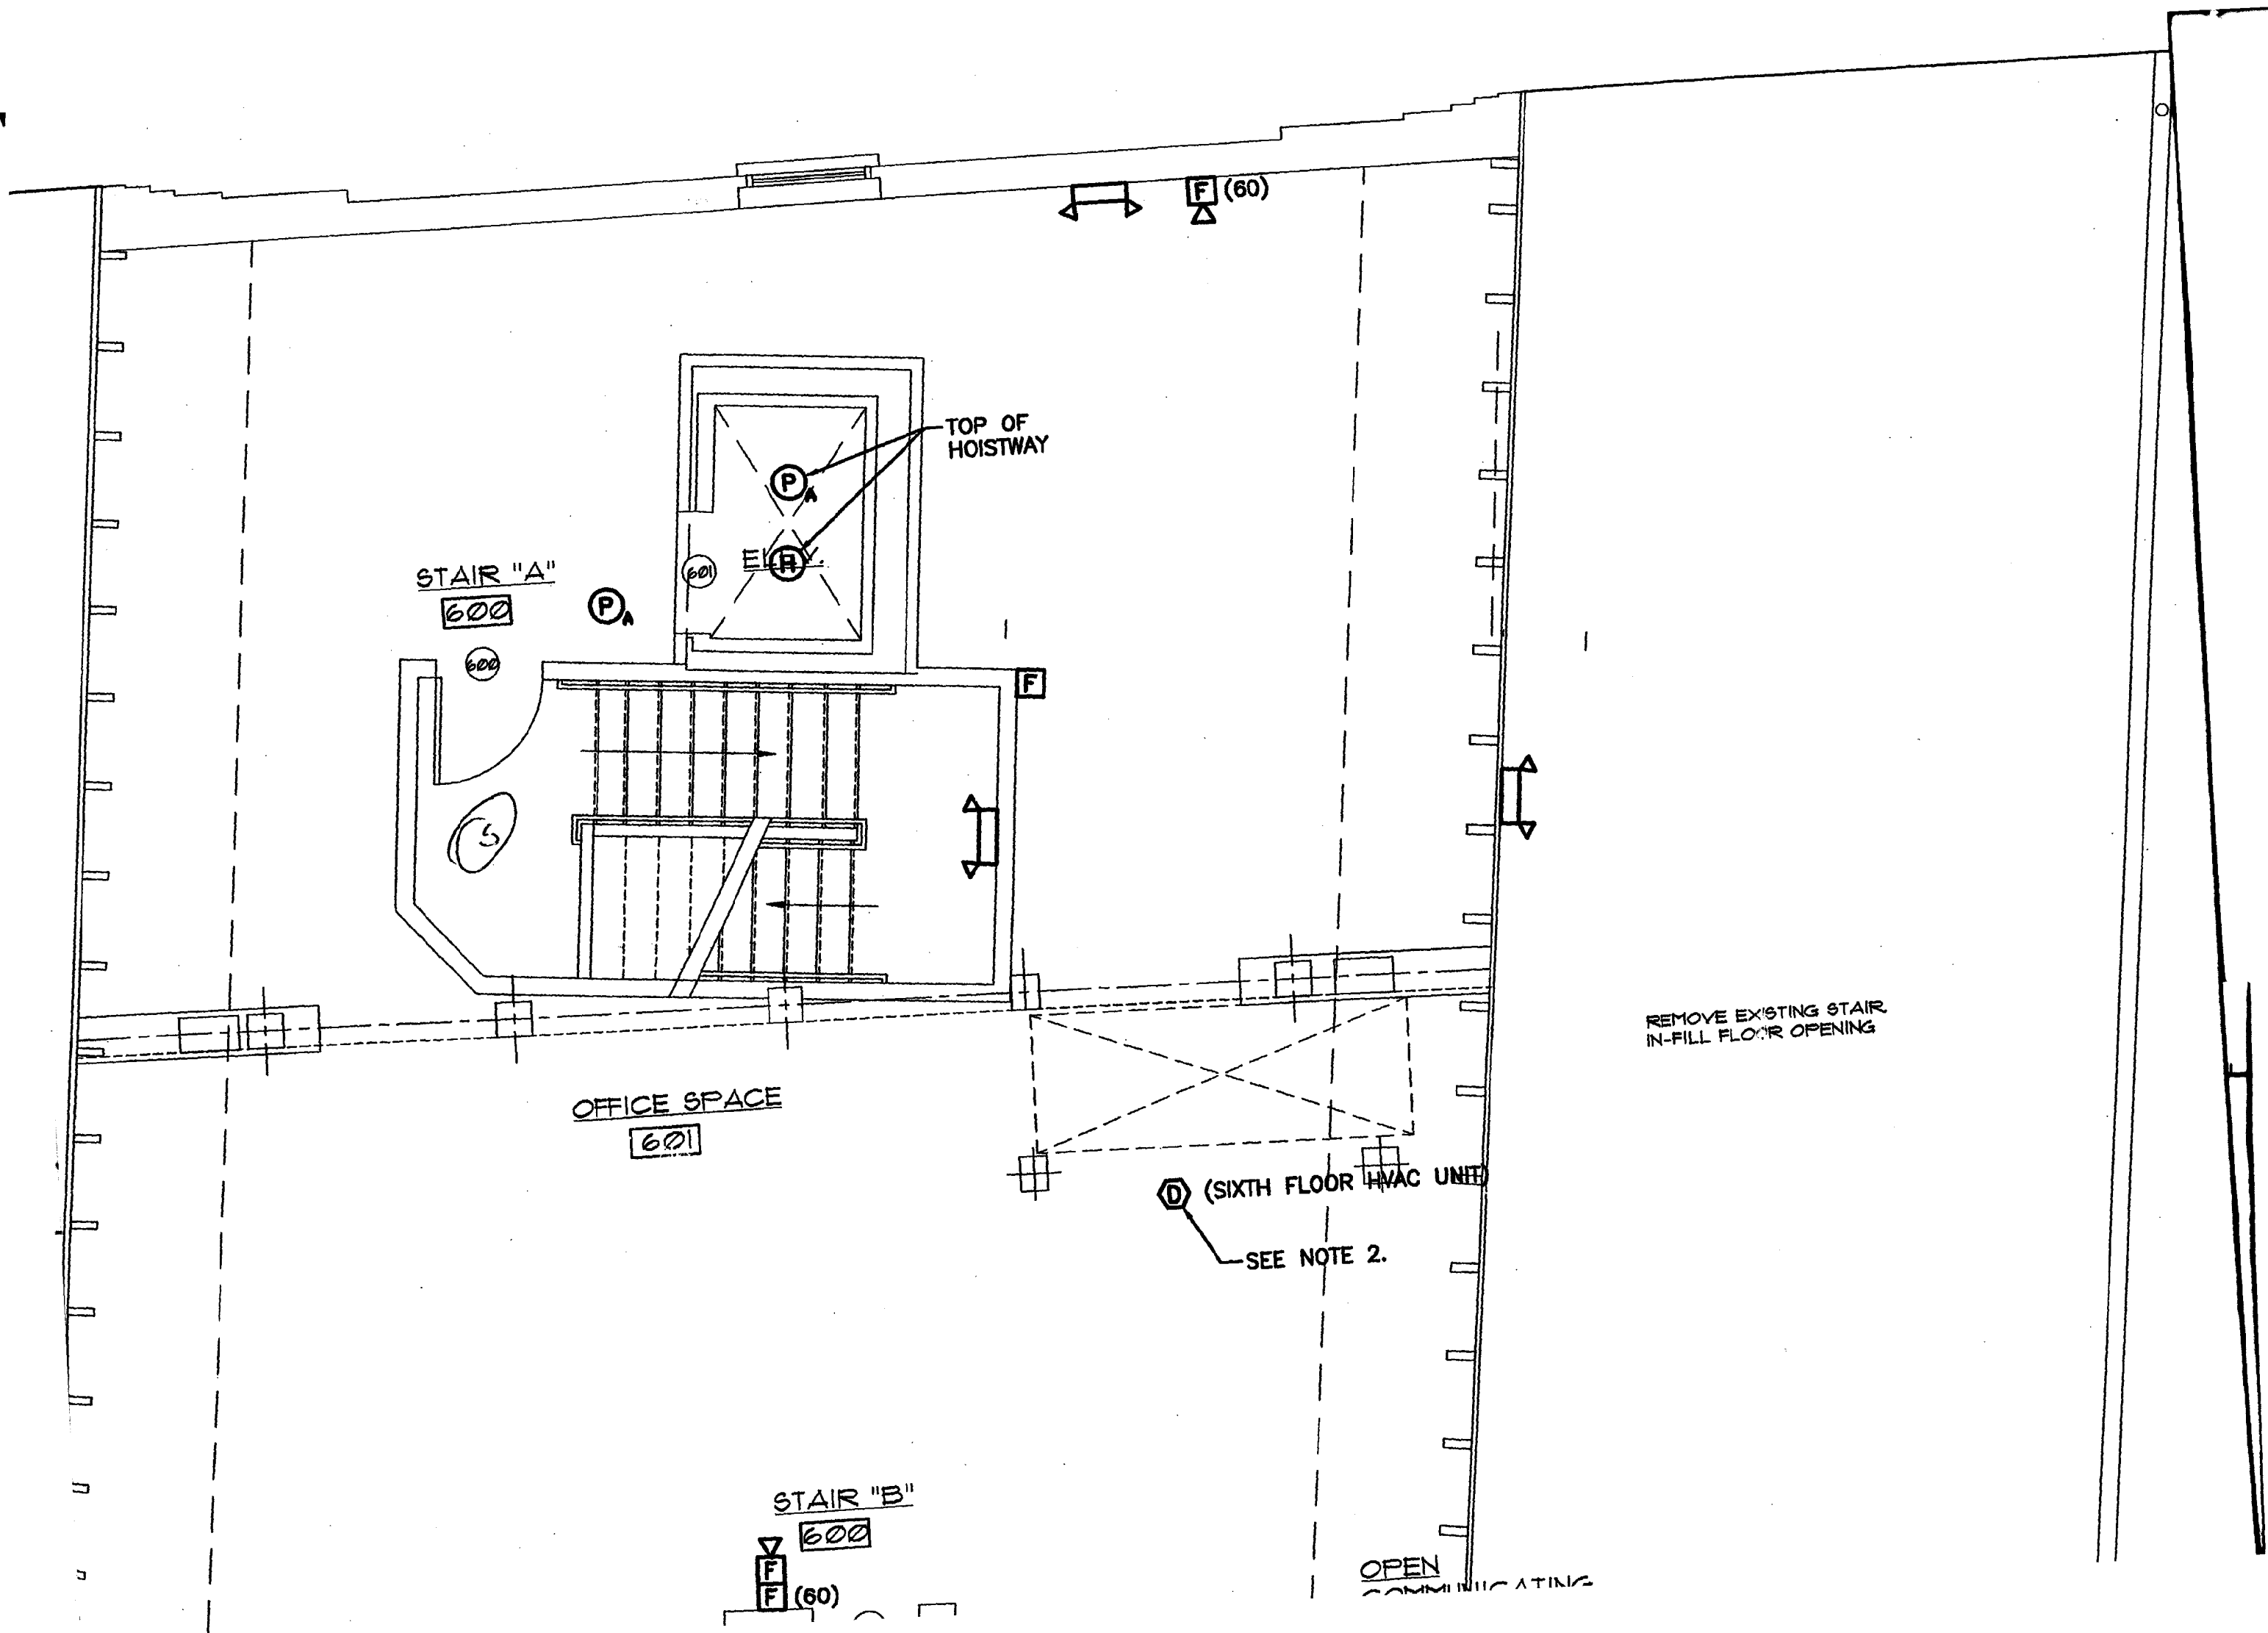 F (60)
TOP OF
HOISTWAY
P A
H
601
STAIR "A"
600
P A
600
F
S
REMOVE EXISTING STAIR
IN-FILL FLOOR OPENING
OFFICE SPACE
601
D (SIXTH FLOOR HVAC UNIT)
SEE NOTE 2.
STAIR "B"
600
F
F (60)
OPEN
COMMUNICATING